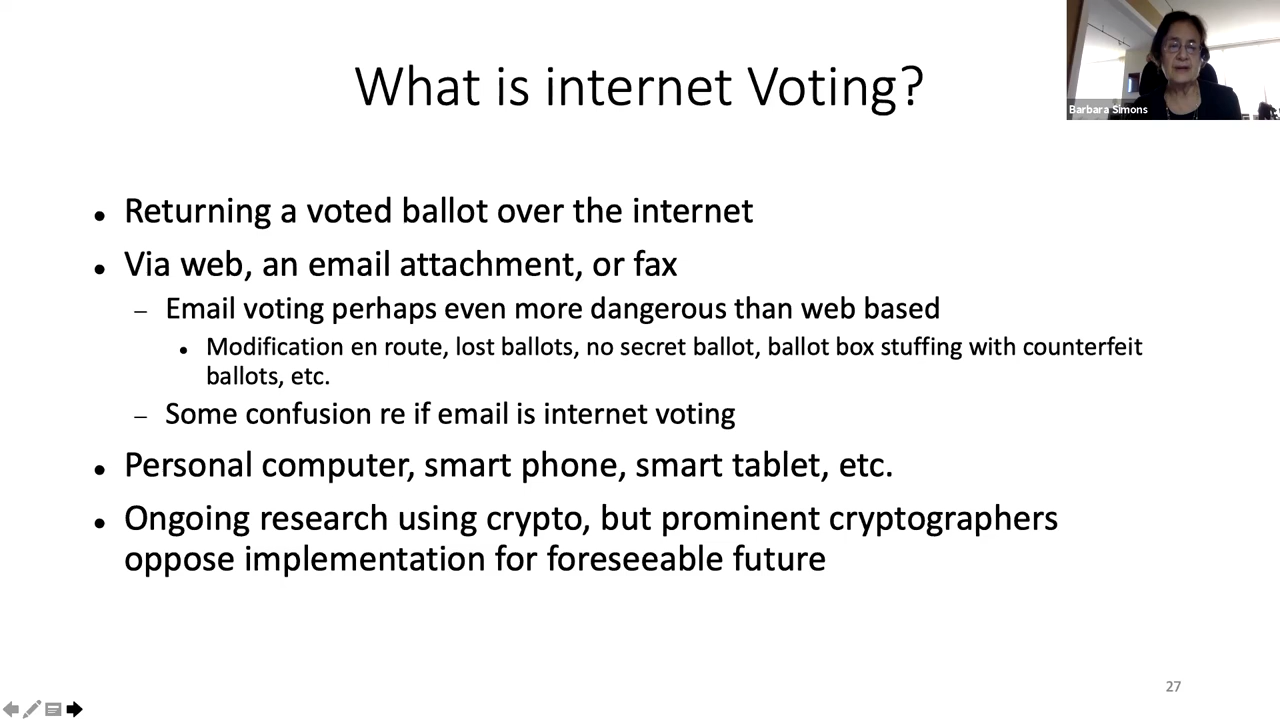 What is internet Voting?
Barbara Simons
• Returning a voted ballot over the internet
• Via web, an email attachment, or fax
– Email voting perhaps even more dangerous than web based
• Modification en route, lost ballots, no secret ballot, ballot box stuffing with counterfeit
ballots, etc.
– Some confusion re if email is internet voting
• Personal computer, smart phone, smart tablet, etc.
• Ongoing research using crypto, but prominent cryptographers
oppose implementation for foreseeable future
27